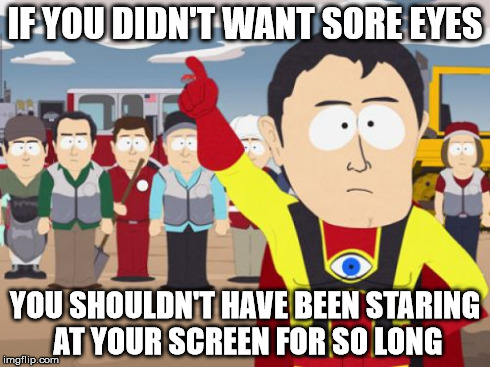 IF YOU DIDN'T WANT SORE EYES
YOU SHOULDN'T HAVE BEEN STARING
AT YOUR SCREEN FOR SO LONG
imgflip.com